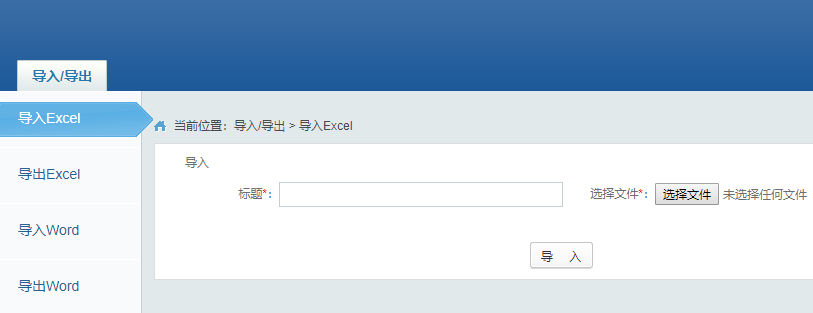 导入/导出
导入Excel
导出Excel
导入Word
导出Word
当前位置：导入/导出 > 导入Excel
导入
标题*： 选择文件*： 选择文件 未选择任何文件
导 入